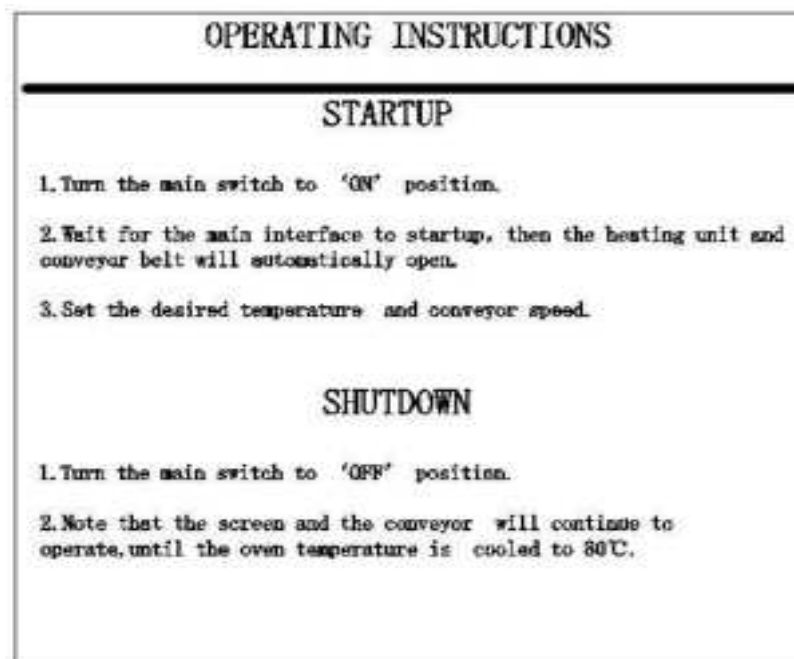 OPERATING INSTRUCTIONS
STARTUP
1.Turn the main switch to 'ON' position.
2.Wait for the main interface to startup, then the heating unit and
conveyor belt will automatically open.
3.Set the desired temperature and conveyor speed.
SHUTDOWN
1.Turn the main switch to 'OFF' position.
2.Note that the screen and the conveyor will continue to
operate,until the oven temperature is cooled to